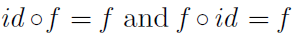 id ∘ f = f and f ∘ id = f